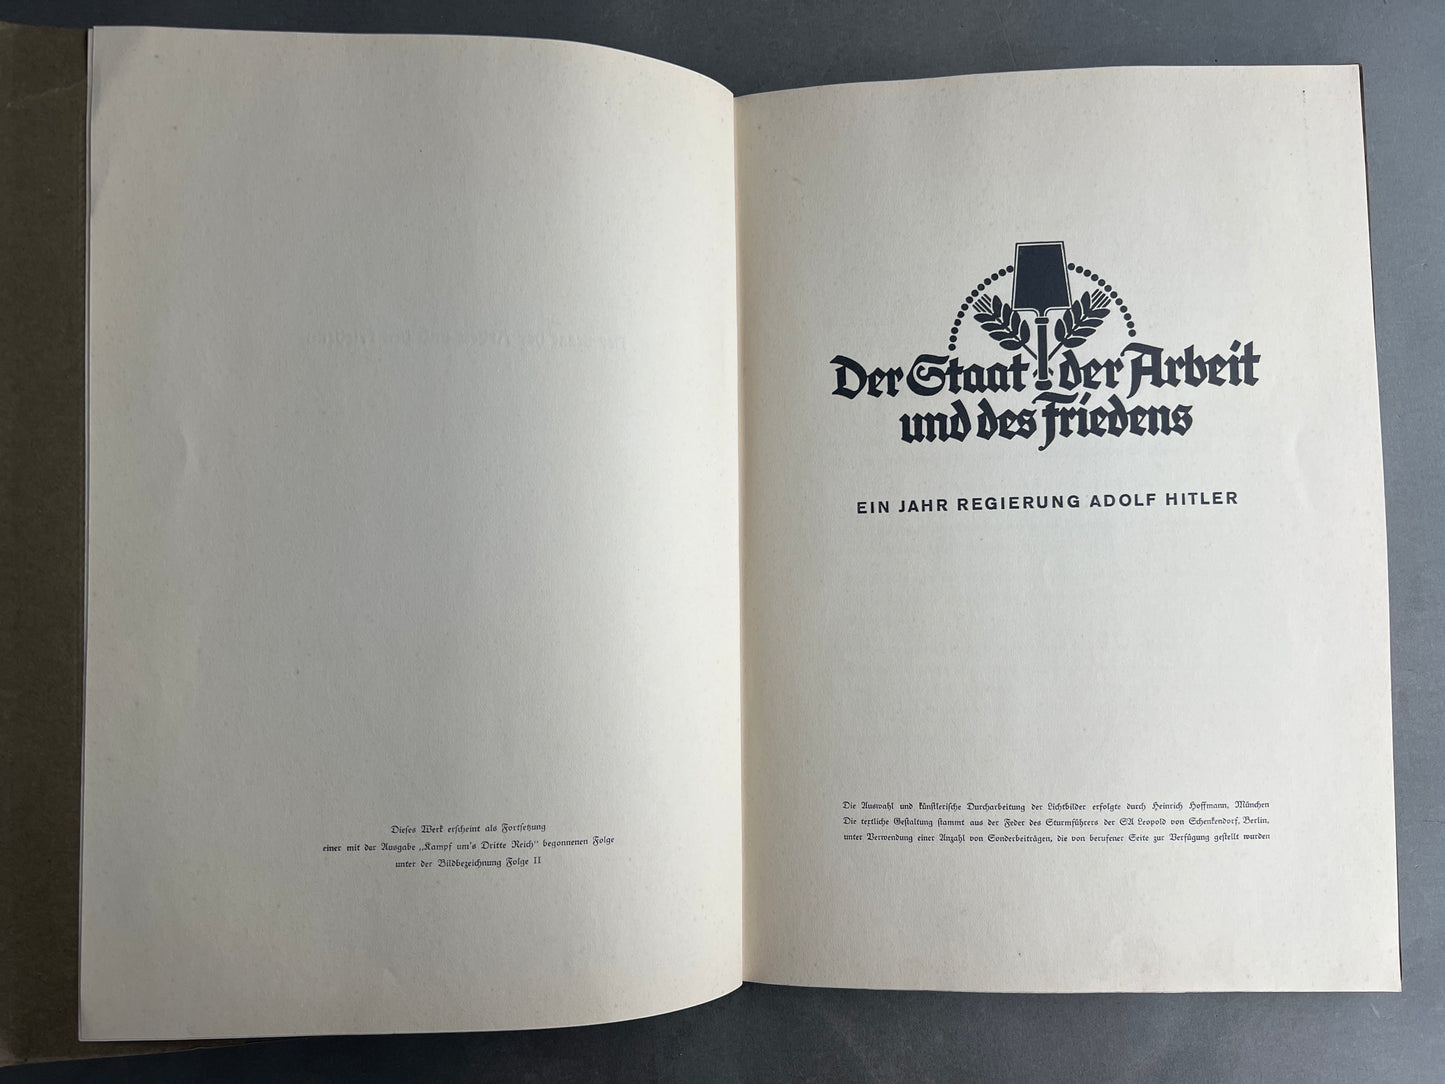 Dieses Werk erscheint als Fortsetzung
einer mit der Ausgabe „Kampf um's Dritte Reich“ begonnenen Folge
unter der Bildbezeichnung Folge II
Der Staat der Arbeit
und des Friedens
EIN JAHR REGIERUNG ADOLF HITLER
Die Auswahl und künstlerische Durcharbeitung der Lichtbilder erfolgte durch Heinrich Hoffmann, München
Die textliche Gestaltung stammt aus der Feder des Sturmführers der SA Leopold von Schenkendorf, Berlin,
unter Verwendung einer Anzahl von Sonderbeiträgen, die von berufener Seite zur Verfügung gestellt wurden